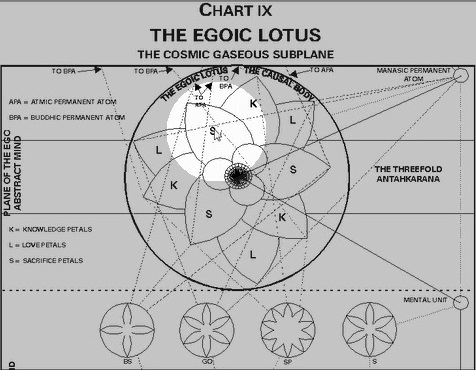 CHART IX
THE EGOIC LOTUS
THE COSMIC GASEOUS SUBPLANE
TO BPA
TO BPA
THE EGOIC LOTUS
TO
BPA
THE CAUSAL BODY
TO APA
MANASIC PERMANENT
ATOM
TO
APA
APA = ATMIC PERMANENT ATOM
BPA = BUDDHIC PERMANENT ATOM
K
L
S
L
S
K
S
K
L
PLANE OF THE EGO
ABSTRACT MIND
THE THREEFOLD
ANTAHKARANA
K = KNOWLEDGE PETALS
L = LOVE PETALS
S = SACRIFICE PETALS
MENTAL UNIT
BS
GD
SP
S